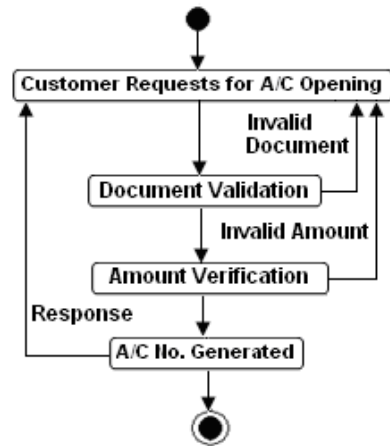 Customer Requests for A/C Opening
Invalid
Document
Document Validation
Invalid Amount
Amount Verification
Response
A/C No. Generated